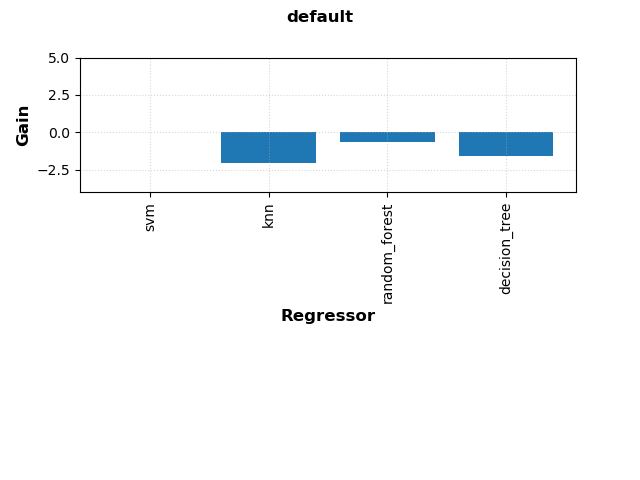 default
5.0
2.5
0.0
−2.5
Gain
svm
knn
random_forest
decision_tree
Regressor